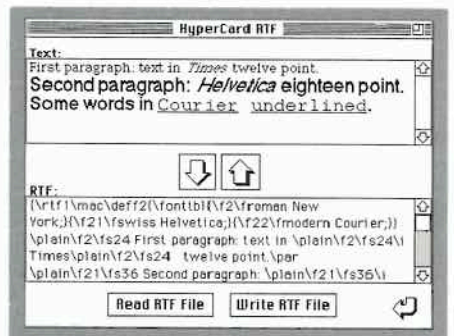 HyperCard RTF
Text:
First paragraph: text in Times twelve point.
Second paragraph: Helvetica eighteen point.
Some words in Courier underlined.
RTF:
{\rtf1\mac\deff2{\fonttbl{\f2\froman New
York;}{\f21\fswiss Helvetica;}{\f22\fmodern Courier;}}
\plain\f2\fs24 First paragraph: text in \plain\f2\fs24\i
Times\plain\f2\fs24  twelve point.\par
\plain\f21\fs36 Second paragraph: \plain\f21\fs36\i
Read RTF File
Write RTF File